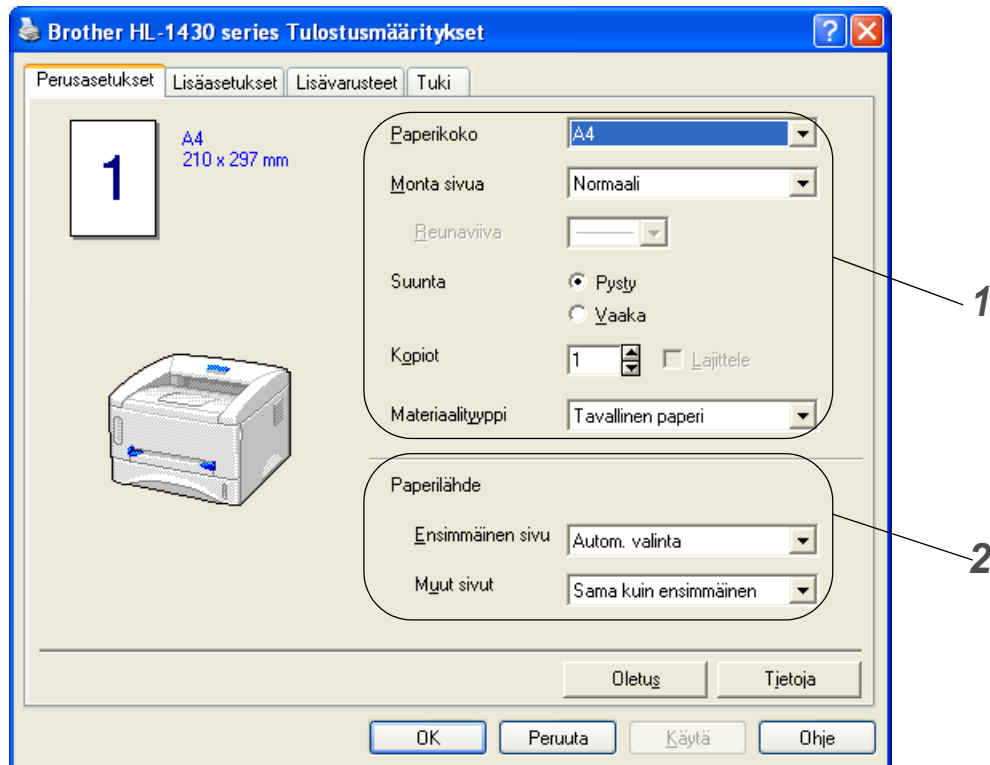 Brother HL-1430 series Tulostusmääritykset
Perusasetukset Lisäasetukset Lisävarusteet Tuki
1
A4
210 x 297 mm
Paperikoko A4
Monta sivua Normaali
Reunaviiva
Suunta Pysty
Vaaka
Kopiot 1 Lajittele
Materiaalityyppi Tavallinen paperi
1
Paperilähde
Ensimmäinen sivu Autom. valinta
Muut sivut Sama kuin ensimmäinen
2
Oletus Tietoja
OK Peruuta Käytä Ohje